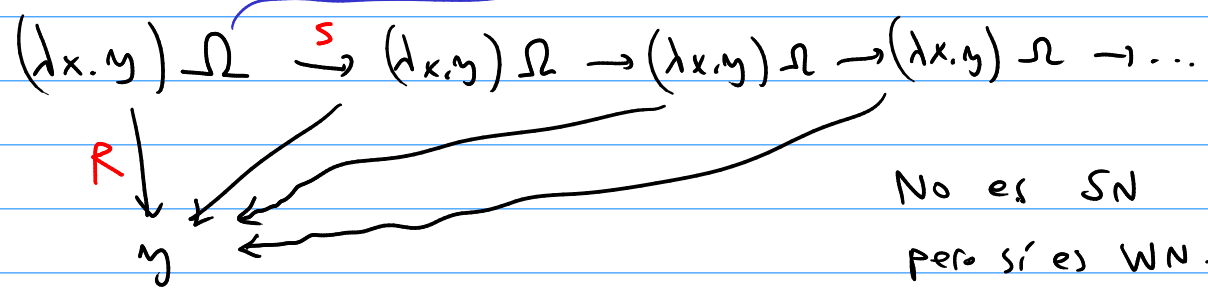 (λx.y) Ω →S (λx.y) Ω → (λx.y) Ω → (λx.y) Ω → ...
R
No es SN
y
pero sí es WN.